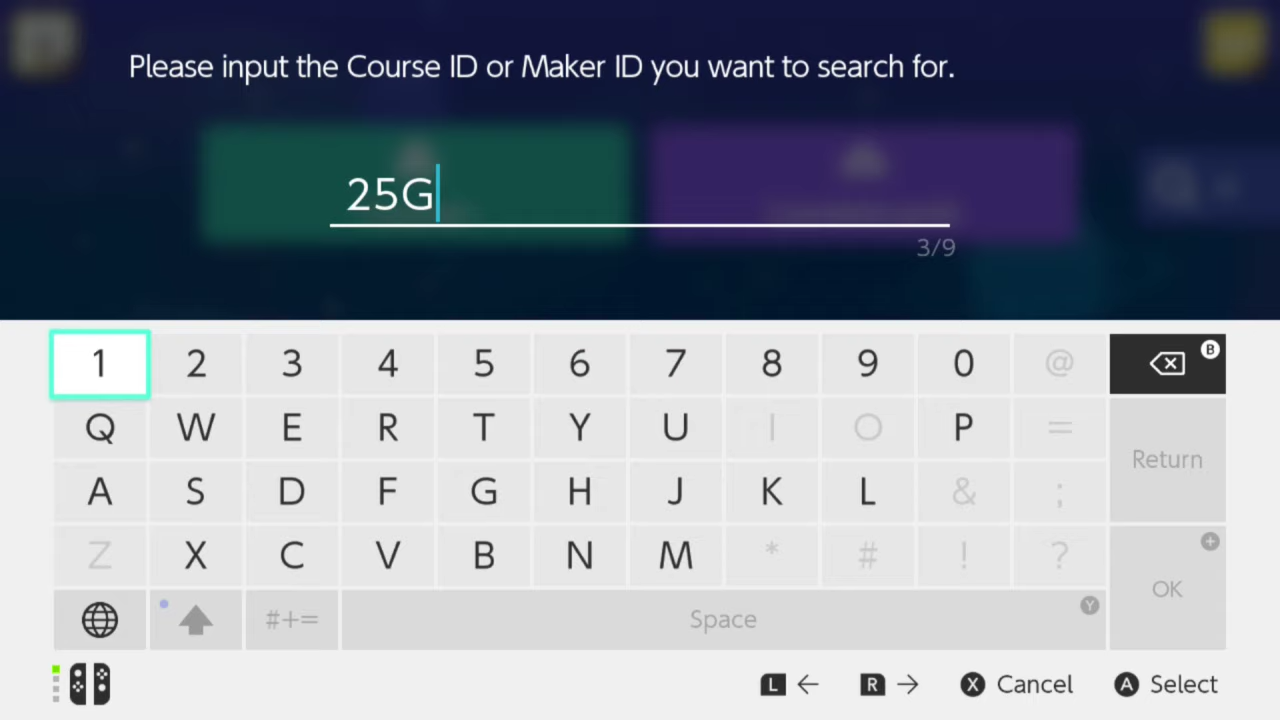 Please input the Course ID or Maker ID you want to search for.
25G
3/9
1 2 3 4 5 6 7 8 9 0 @ B
Q W E R T Y U I O P =
Return
A S D F G H J K L & ;
Z X C V B N M * # ! ? +
OK
#+= Space Y
L ← R → X Cancel A Select